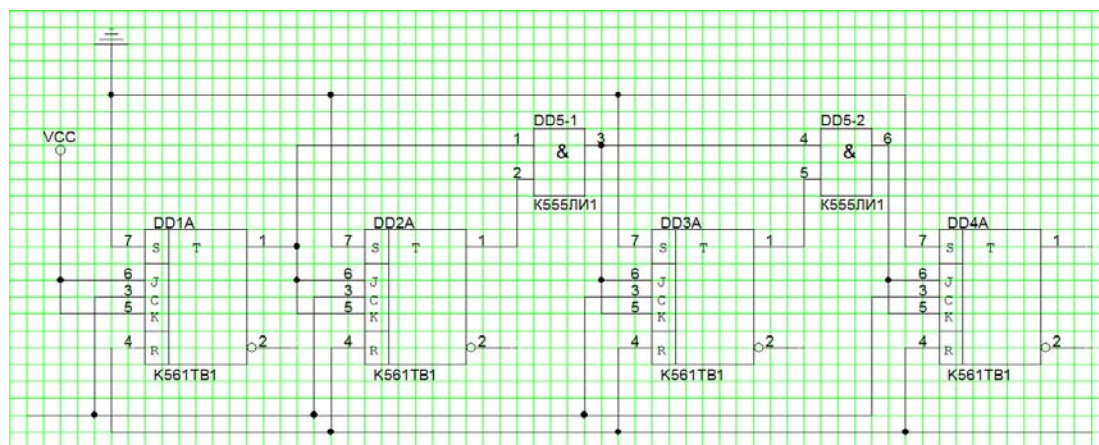 VCC
DD5-1
1 & 3
2
К555ЛИ1
DD5-2
4 & 6
5
К555ЛИ1
DD1A
7 S T 1
6 J
3 C
5 K
4 R 2
К561ТВ1
DD2A
7 S T 1
6 J
3 C
5 K
4 R 2
К561ТВ1
DD3A
7 S T 1
6 J
3 C
5 K
4 R 2
К561ТВ1
DD4A
7 S T 1
6 J
3 C
5 K
4 R 2
К561ТВ1